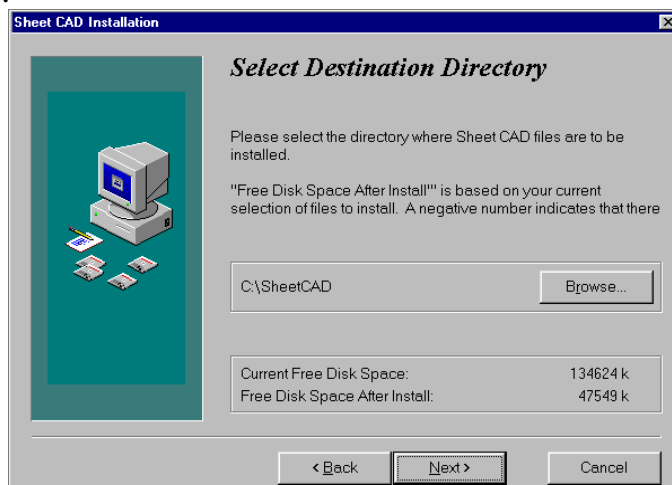 Sheet CAD Installation
Select Destination Directory
Please select the directory where Sheet CAD files are to be
installed.
"Free Disk Space After Install'" is based on your current
selection of files to install. A negative number indicates that there
C:\SheetCAD
Browse...
Current Free Disk Space: 134624 k
Free Disk Space After Install: 47549 k
< Back
Next >
Cancel